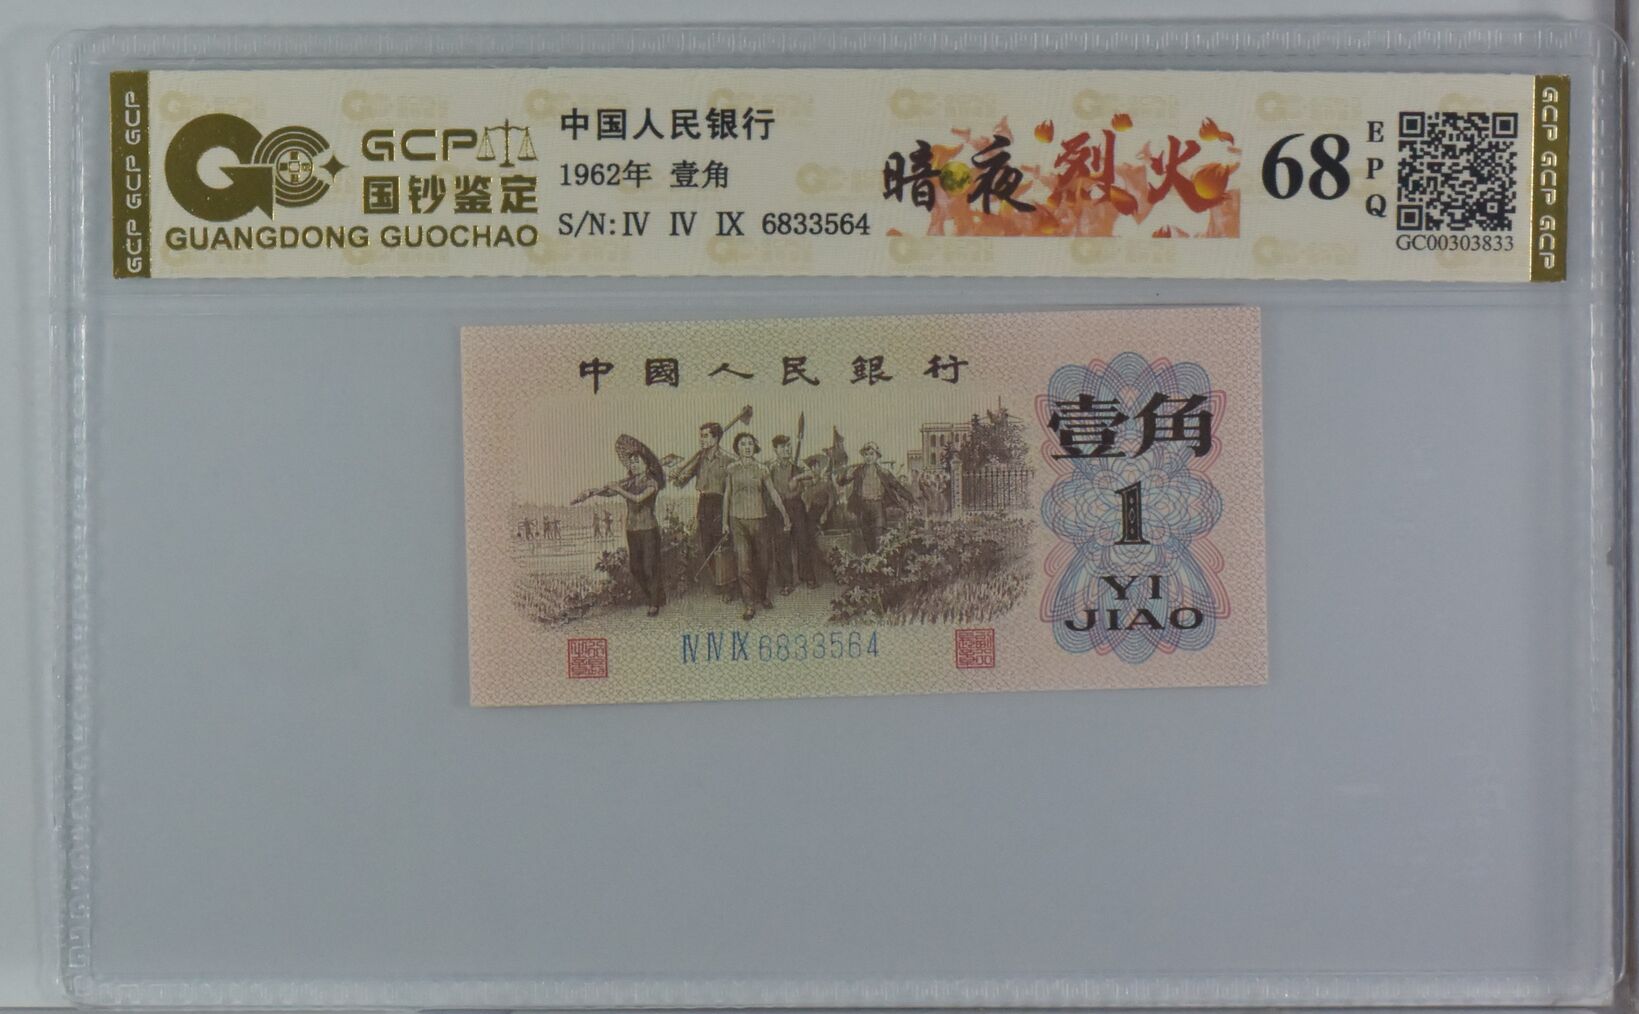 GCP GCP GCP
GCP
国钞鉴定
GUANGDONG GUOCHAO
中国人民银行
1962年 壹角
S/N: IV IV IX 6833564
暗夜烈火
68
EPQ
GC00303833
GCP GCP GCP
中國人民銀行
壹角
1
YI
JIAO
IV IV IX 6833564